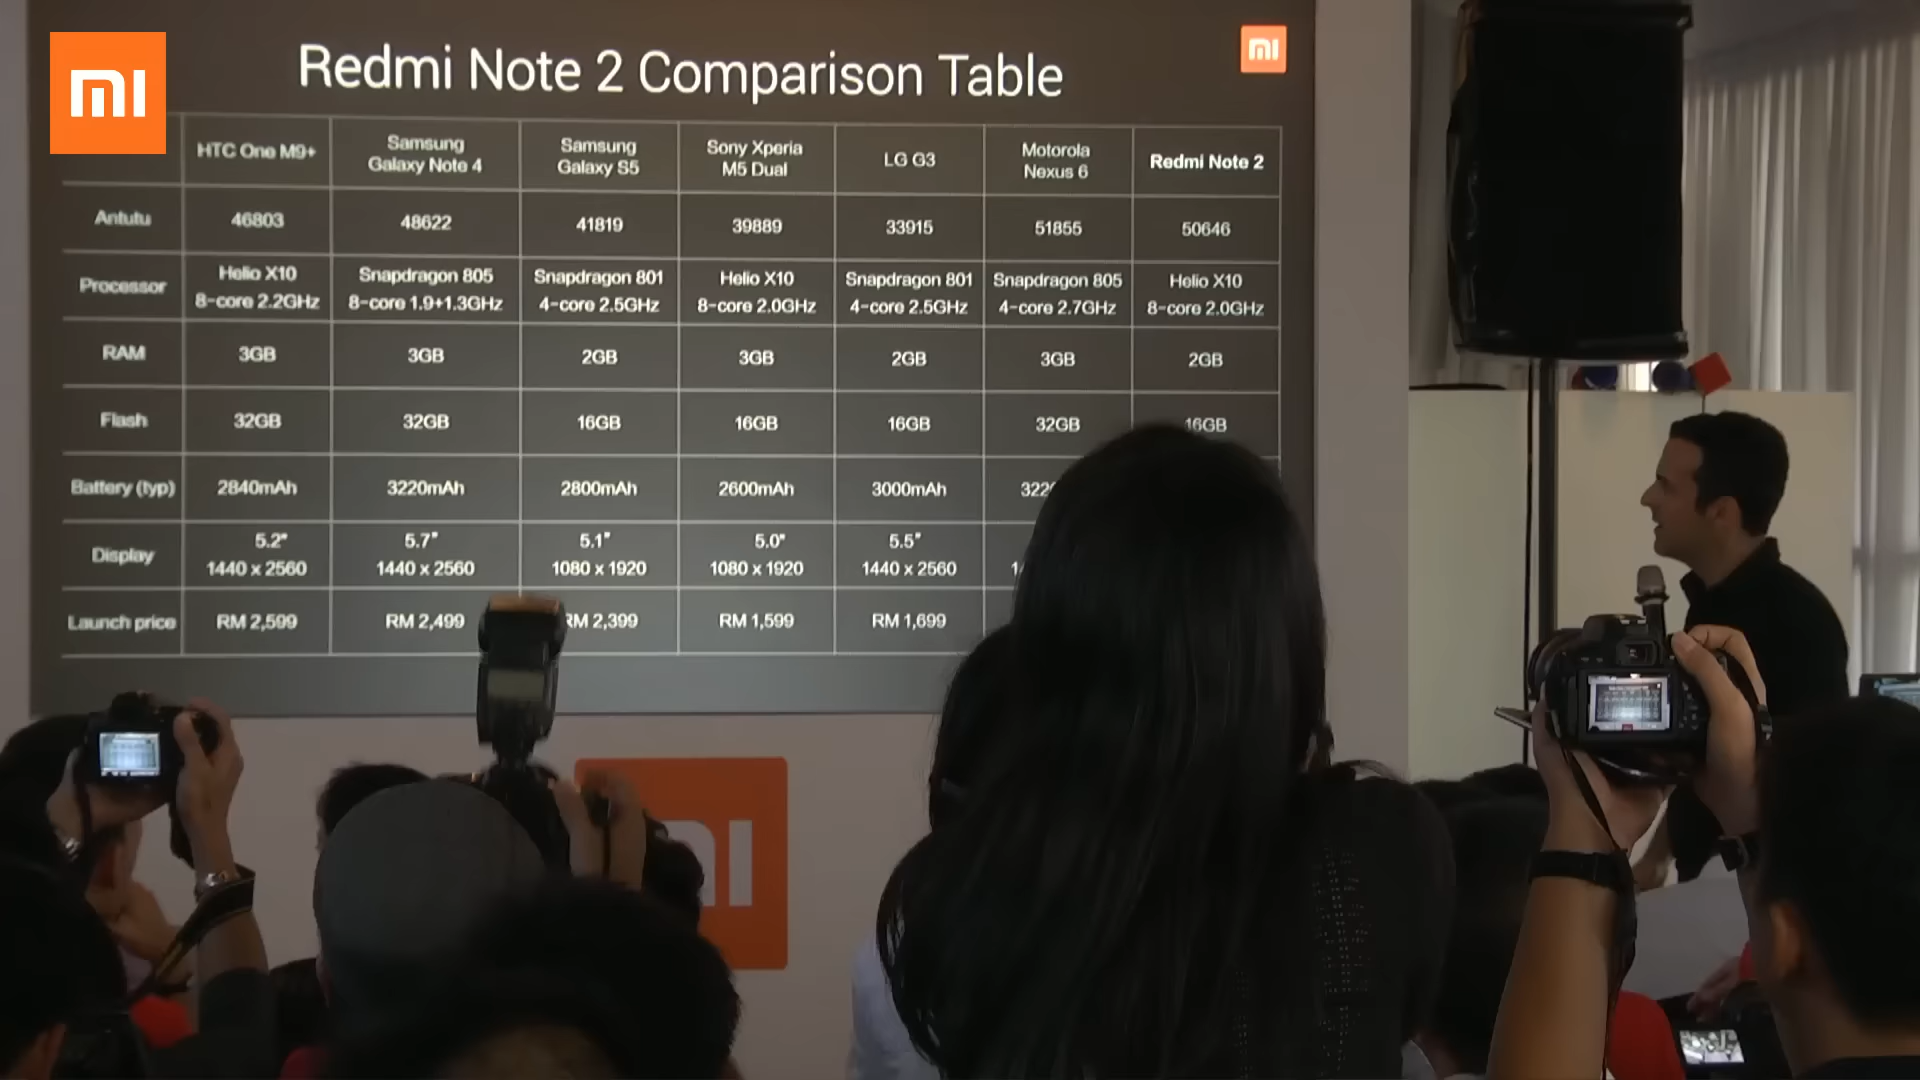 mi
mi
Redmi Note 2 Comparison Table
HTC One M9+
Samsung
Galaxy Note 4
Samsung
Galaxy S5
Sony Xperia
M5 Dual
LG G3
Motorola
Nexus 6
Redmi Note 2
Antutu 46803 48622 41819 39889 33915 51855 50646
Processor
Helio X10
8-core 2.2GHz
Snapdragon 805
8-core 1.9+1.3GHz
Snapdragon 801
4-core 2.5GHz
Helio X10
8-core 2.0GHz
Snapdragon 801
4-core 2.5GHz
Snapdragon 805
4-core 2.7GHz
Helio X10
8-core 2.0GHz
RAM 3GB 3GB 2GB 3GB 2GB 3GB 2GB
Flash 32GB 32GB 16GB 16GB 16GB 32GB 16GB
Battery (typ) 2840mAh 3220mAh 2800mAh 2600mAh 3000mAh 322
Display
5.2"
1440 x 2560
5.7"
1440 x 2560
5.1"
1080 x 1920
5.0"
1080 x 1920
5.5"
1440 x 2560
Launch price RM 2,599 RM 2,499 RM 2,399 RM 1,599 RM 1,699
mi